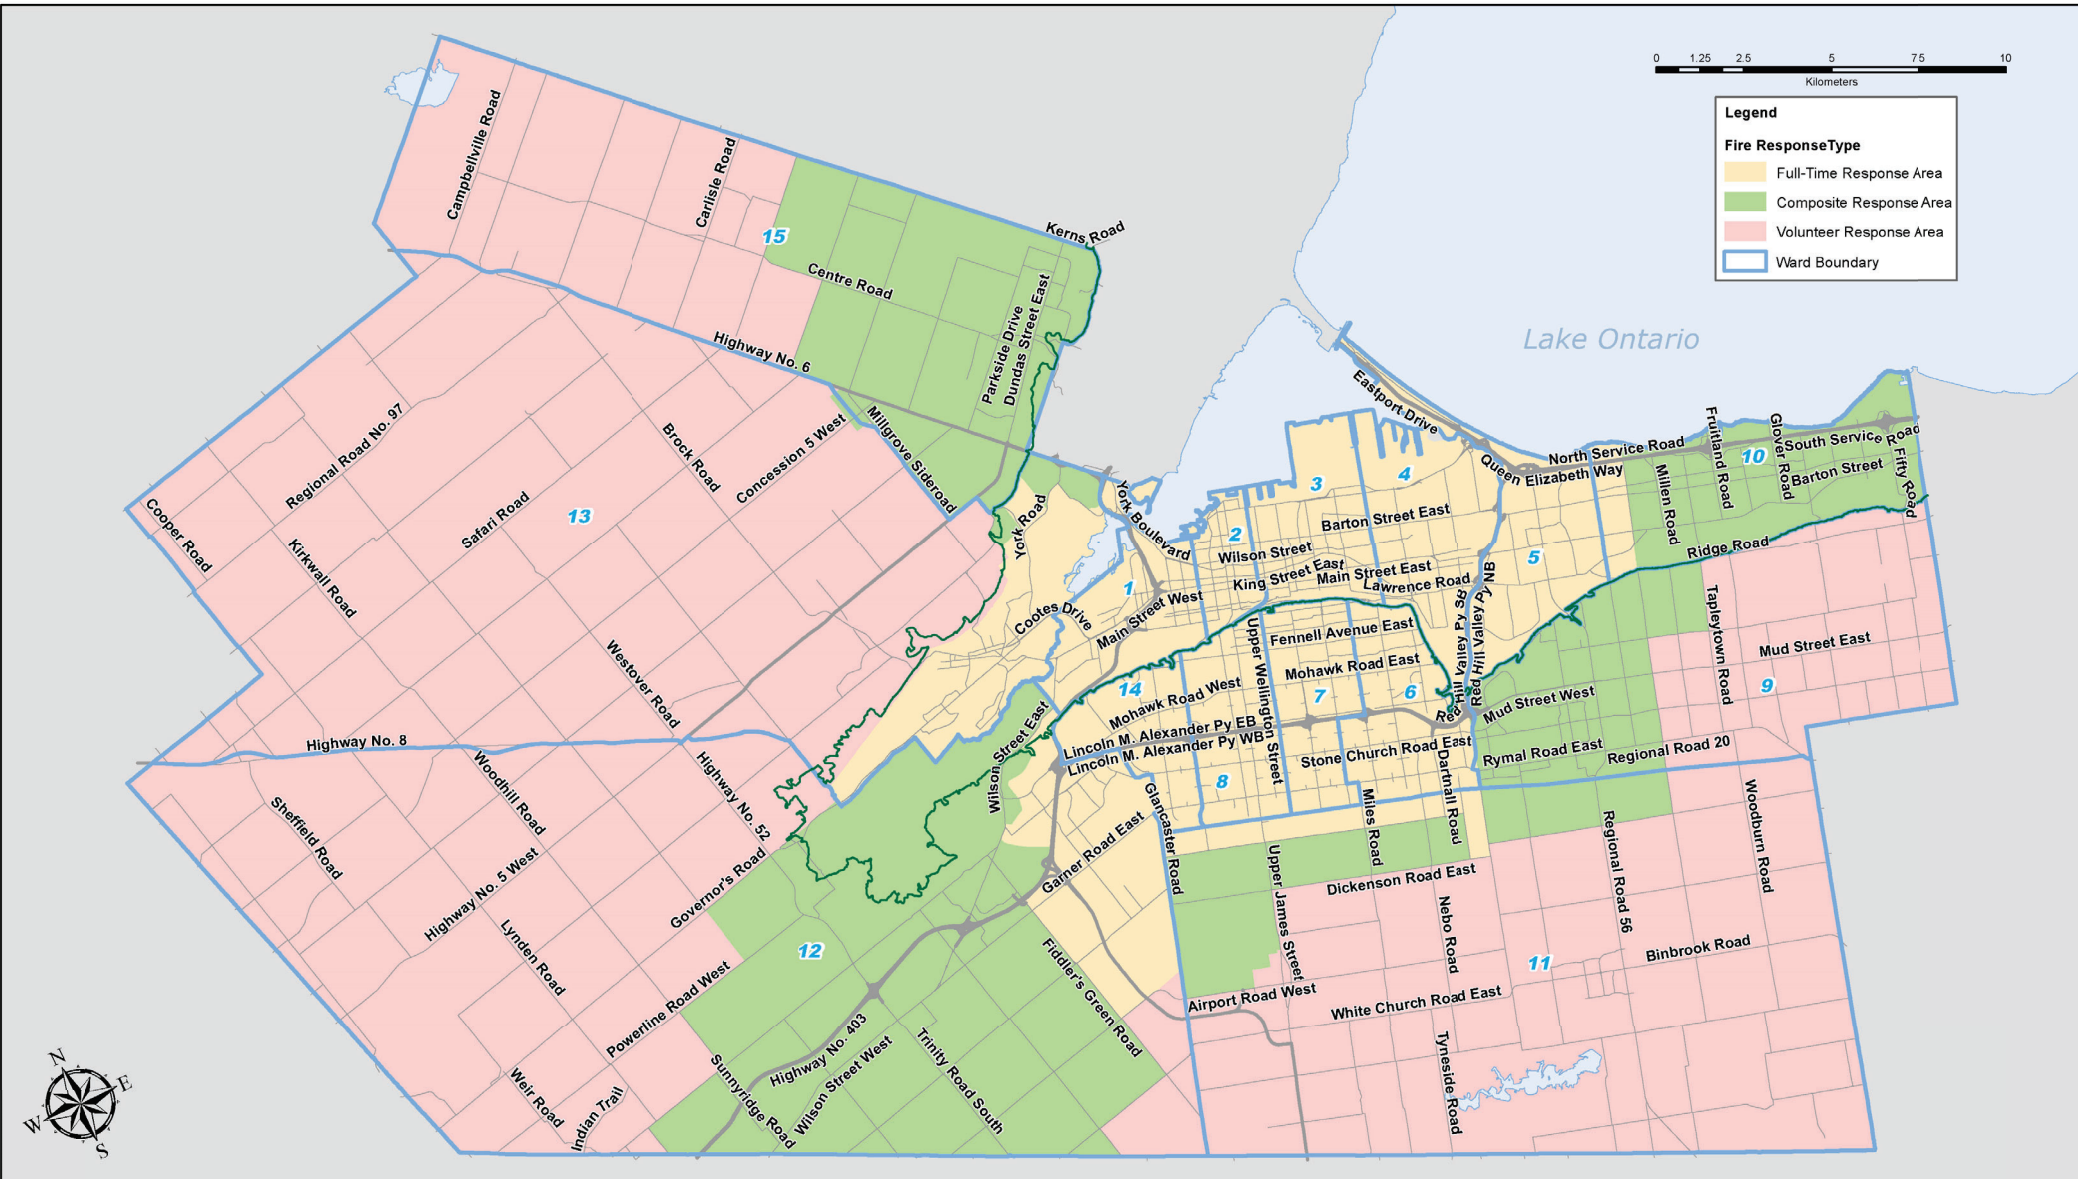 0 1.25 2.5 5 7.5 10
Kilometers
Legend
Fire ResponseType
Full-Time Response Area
Composite Response Area
Volunteer Response Area
Ward Boundary
Lake Ontario
Campbellville Road
Carlisle Road
15
Kerns Road
Centre Road
Parkside Drive
Dundas Street East
Highway No. 6
Millgrove Sideroad
Concession 5 West
Brock Road
Regional Road No. 97
Safari Road
13
Cooper Road
Kirkwall Road
Westover Road
Highway No. 8
York Road
York Boulevard
Eastport Drive
Queen Elizabeth Way
North Service Road
South Service Road
Fruitland Road
Glover Road
10
Barton Street
Fifty Road
Millen Road
Ridge Road
3
4
2
Barton Street East
Wilson Street
King Street East
Main Street East
Lawrence Road
5
1
Cootes Drive
Main Street West
Fennell Avenue East
Mohawk Road East
Upper Wellington Street
14
Mohawk Road West
7
6
Red Hill Valley Py SB
Red Hill Valley Py NB
Mud Street West
Tapleytown Road
Mud Street East
9
Lincoln M. Alexander Py EB
Lincoln M. Alexander Py WB
Stone Church Road East
Rymal Road East
Regional Road 20
8
Wilson Street East
Glancaster Road
Garner Road East
Miles Road
Dartnall Road
Woodburn Road
Regional Road 56
Sheffield Road
Woodhill Road
Highway No. 52
Highway No. 5 West
Governor's Road
Lynden Road
12
Powerline Road West
Weir Road
Indian Trail
Sunnyridge Road
Highway No. 403
Wilson Street West
Trinity Road South
Fiddler's Green Road
Upper James Street
Dickenson Road East
Nebo Road
11
Binbrook Road
Airport Road West
White Church Road East
Tyneside Road
N
E
W
S